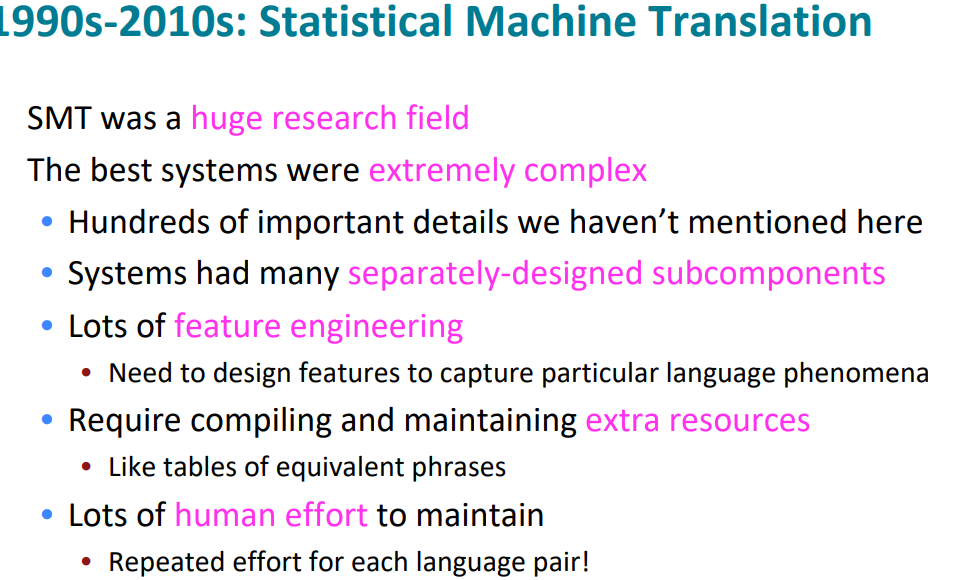 1990s-2010s: Statistical Machine Translation
SMT was a huge research field
The best systems were extremely complex
• Hundreds of important details we haven’t mentioned here
• Systems had many separately-designed subcomponents
• Lots of feature engineering
• Need to design features to capture particular language phenomena
• Require compiling and maintaining extra resources
• Like tables of equivalent phrases
• Lots of human effort to maintain
• Repeated effort for each language pair!